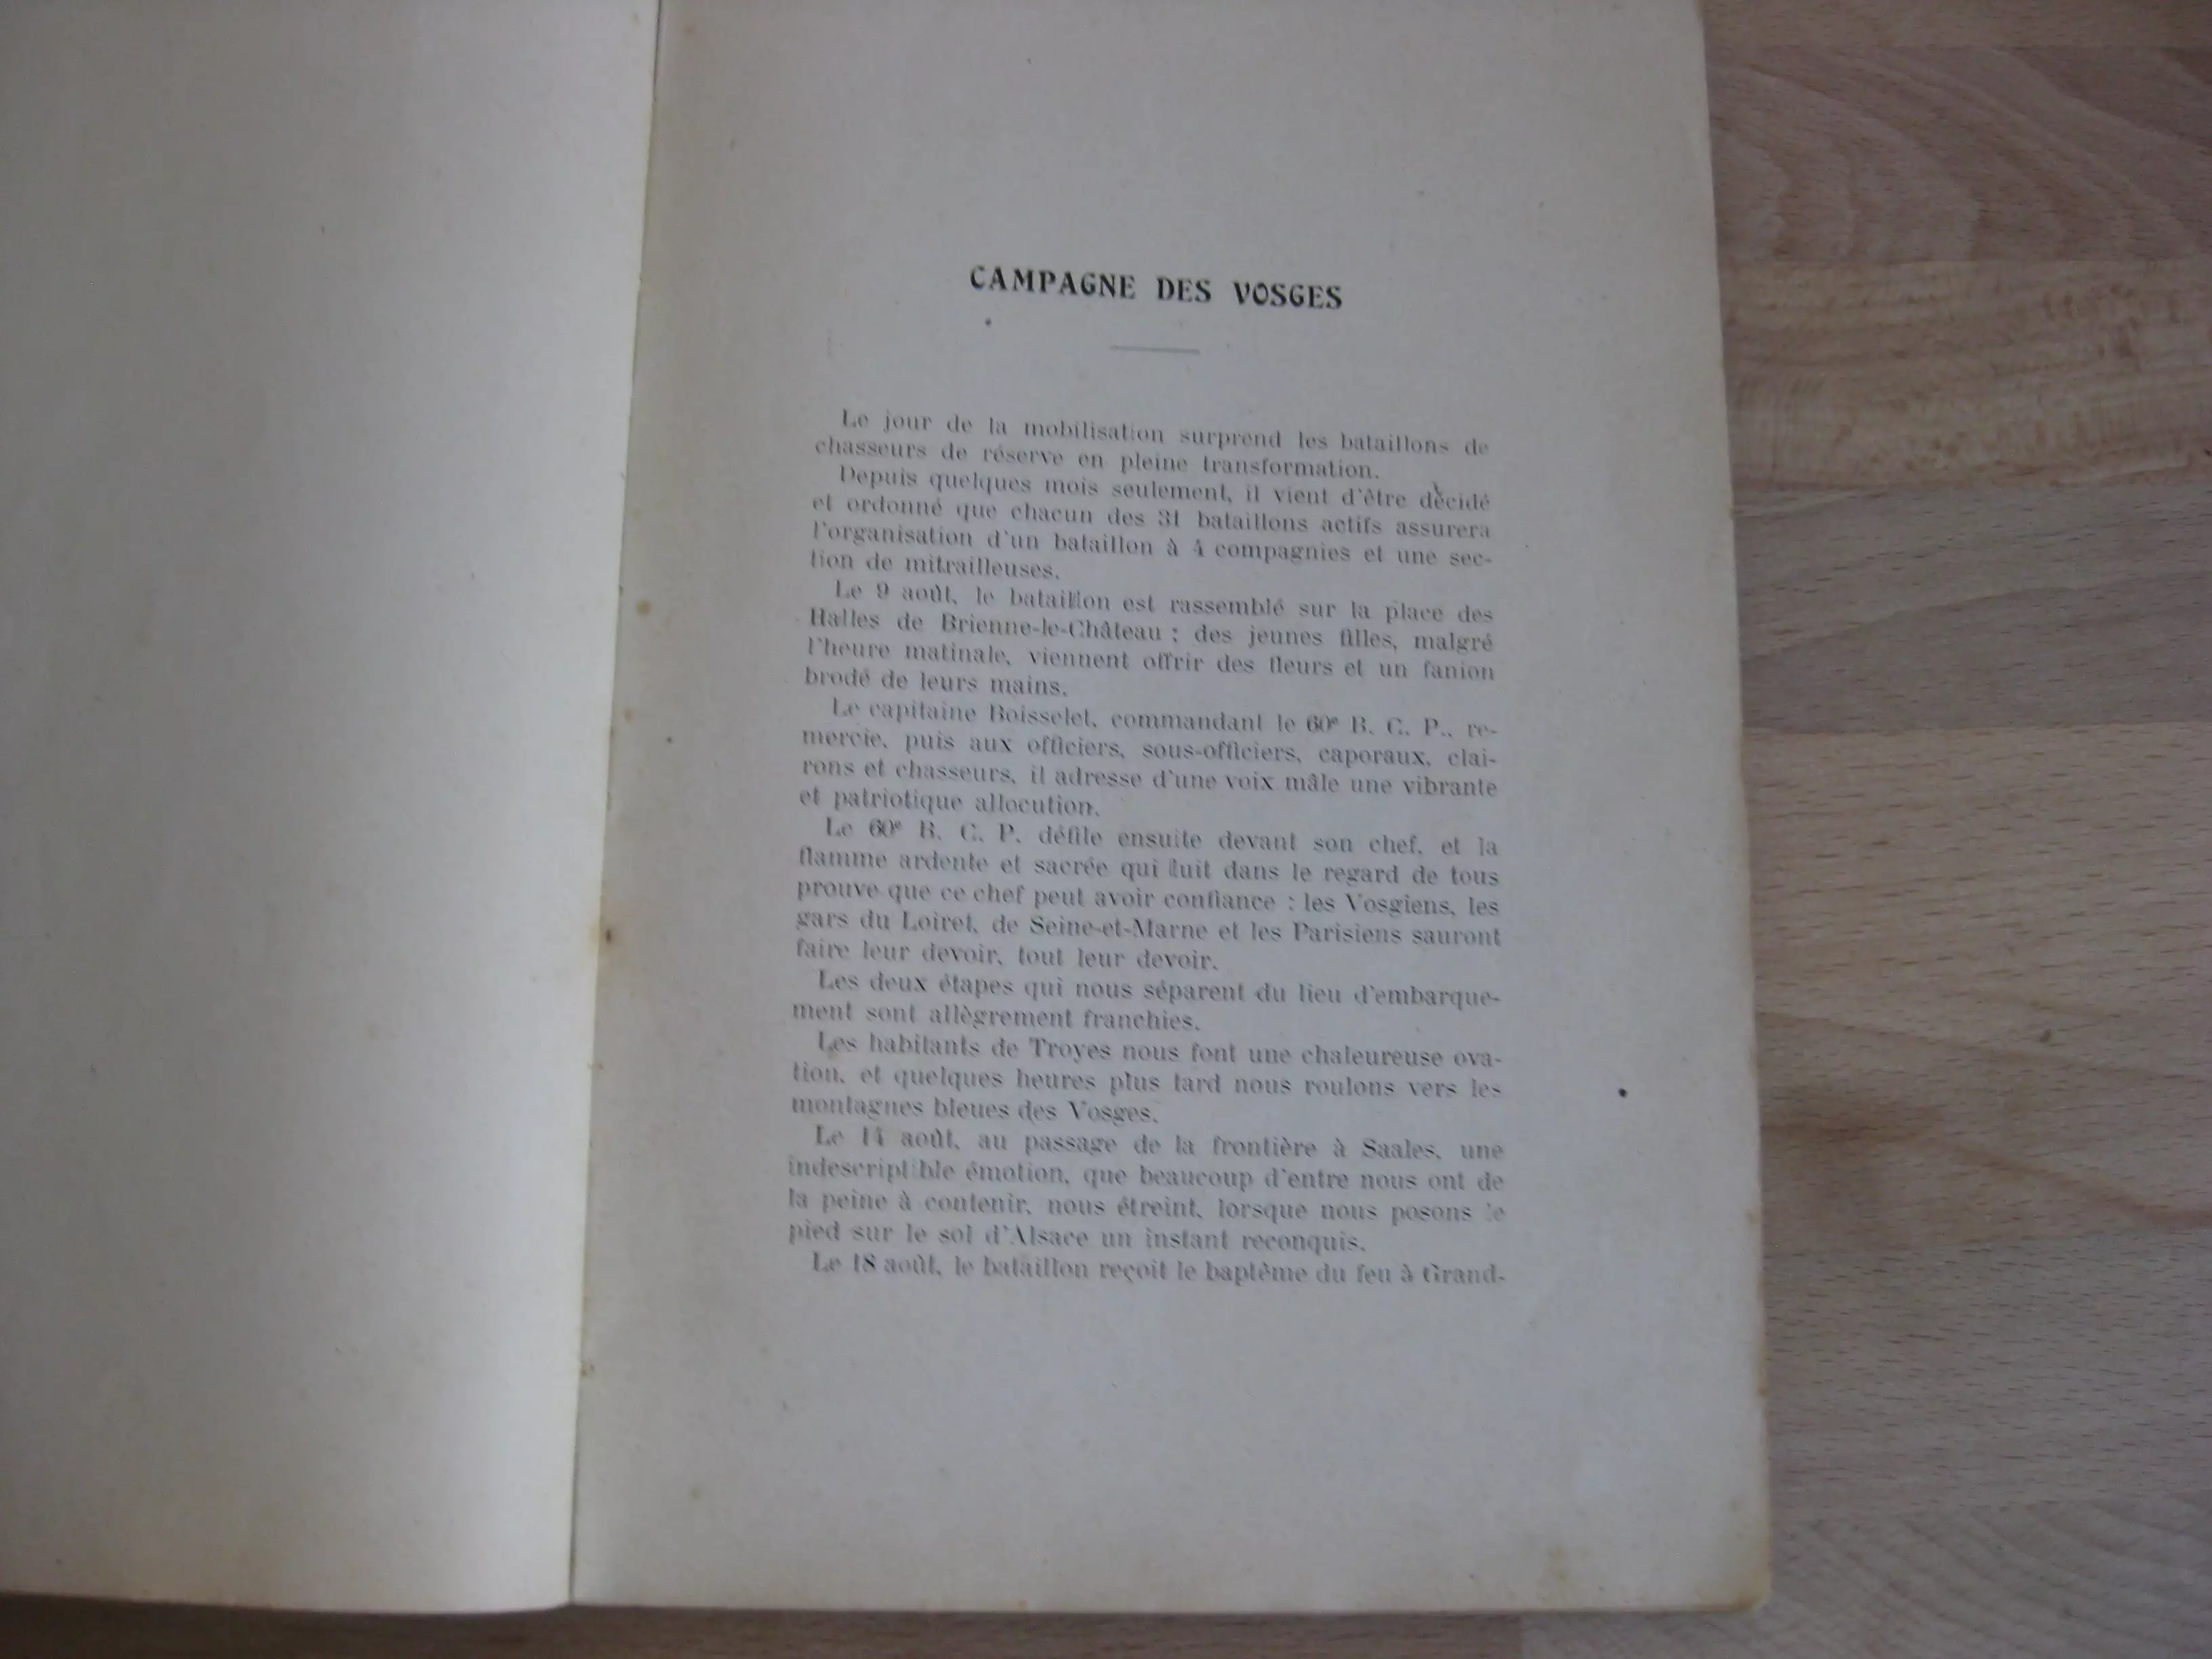 CAMPAGNE DES VOSGES
Le jour de la mobilisation surprend les bataillons de
chasseurs de réserve en pleine transformation.
Depuis quelques mois seulement, il vient d'être dècidé
et ordonné que chacun des 31 bataillons actifs assurera
l'organisation d'un bataillon à 4 compagnies et une sec-
tion de mitrailleuses.
Le 9 août, le bataillon est rassemblé sur la place des
Halles de Brienne-le-Château ; des jeunes filles, malgré
l'heure matinale, viennent offrir des fleurs et un fanion
brodé de leurs mains.
Le capitaine Boisselet, commandant le 60e B. C. P., re-
mercie, puis aux officiers, sous-officiers, caporaux, clai-
rons et chasseurs, il adresse d'une voix mâle une vibrante
et patriotique allocution.
Le 60e B. C. P. défile ensuite devant son chef, et la
flamme ardente et sacrée qui luit dans le regard de tous
prouve que ce chef peut avoir confiance : les Vosgiens, les
gars du Loiret, de Seine-et-Marne et les Parisiens sauront
faire leur devoir, tout leur devoir.
Les deux étapes qui nous séparent du lieu d'embarque-
ment sont allègrement franchies.
Les habitants de Troyes nous font une chaleureuse ova-
tion, et quelques heures plus tard nous roulons vers les
montagnes bleues des Vosges.
Le 14 août, au passage de la frontière à Saales, une
indescriptible émotion, que beaucoup d'entre nous ont de
la peine à contenir, nous étreint, lorsque nous posons le
pied sur le sol d'Alsace un instant reconquis.
Le 18 août, le bataillon reçoit le baptême du feu à Grand-